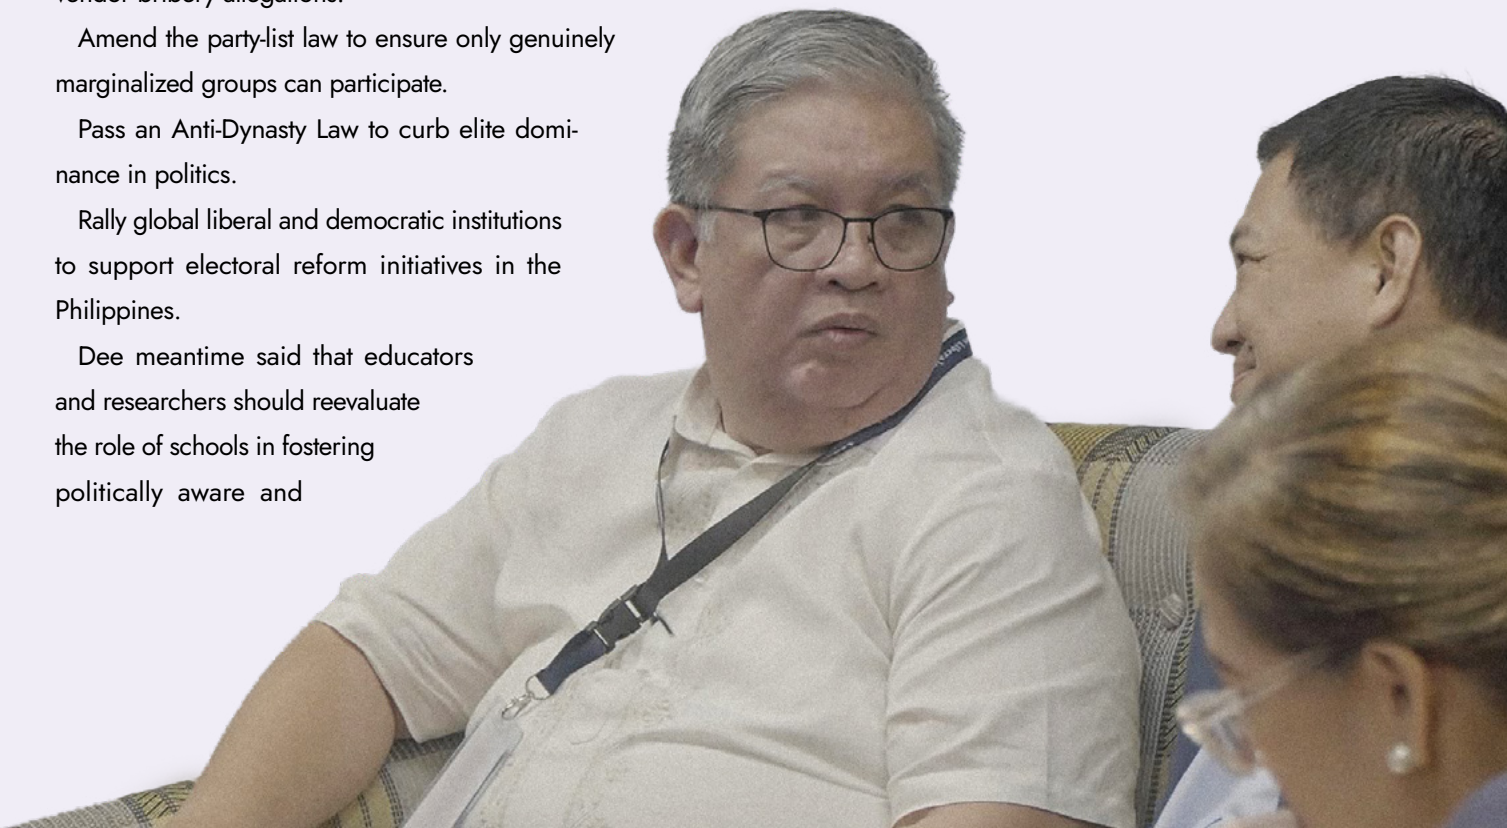 vendor bribery allegations.
Amend the party-list law to ensure only genuinely
marginalized groups can participate.
Pass an Anti-Dynasty Law to curb elite domi-
nance in politics.
Rally global liberal and democratic institutions
to support electoral reform initiatives in the
Philippines.
Dee meantime said that educators
and researchers should reevaluate
the role of schools in fostering
politically aware and